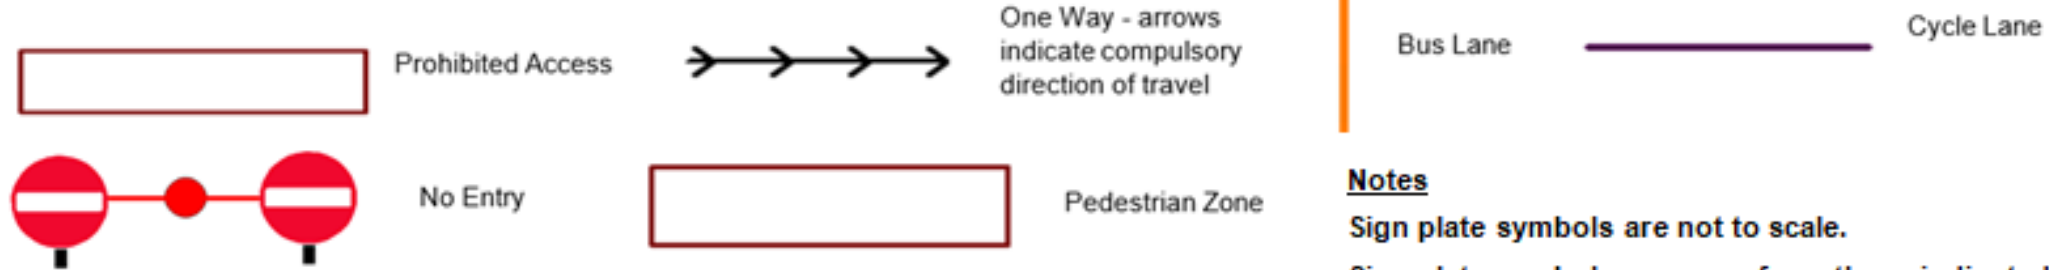 Prohibited Access
One Way - arrows
indicate compulsory
direction of travel
Bus Lane
Cycle Lane
No Entry
Pedestrian Zone
Notes
Sign plate symbols are not to scale.